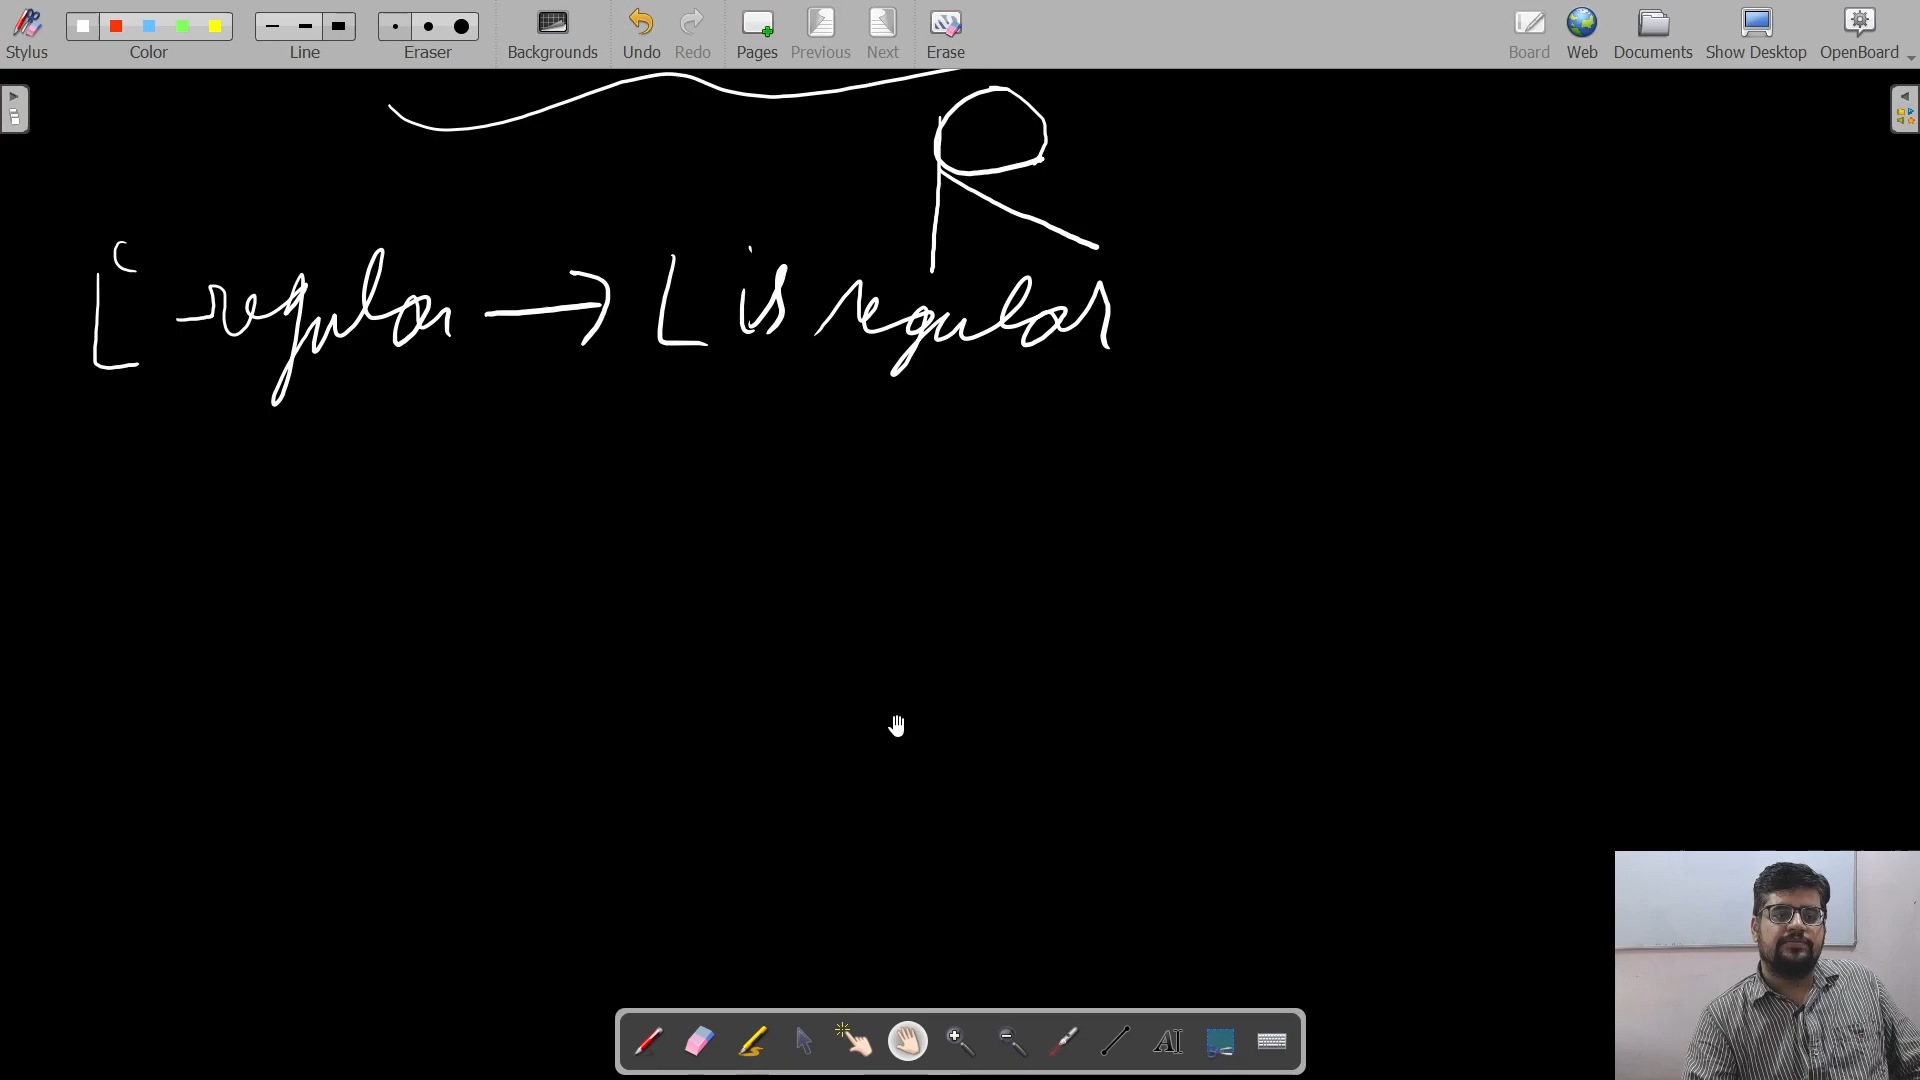 Stylus Color Line Eraser Backgrounds Undo Redo Pages Previous Next Erase Board Web Documents Show Desktop OpenBoard
R
L^c regular → L is regular
AI